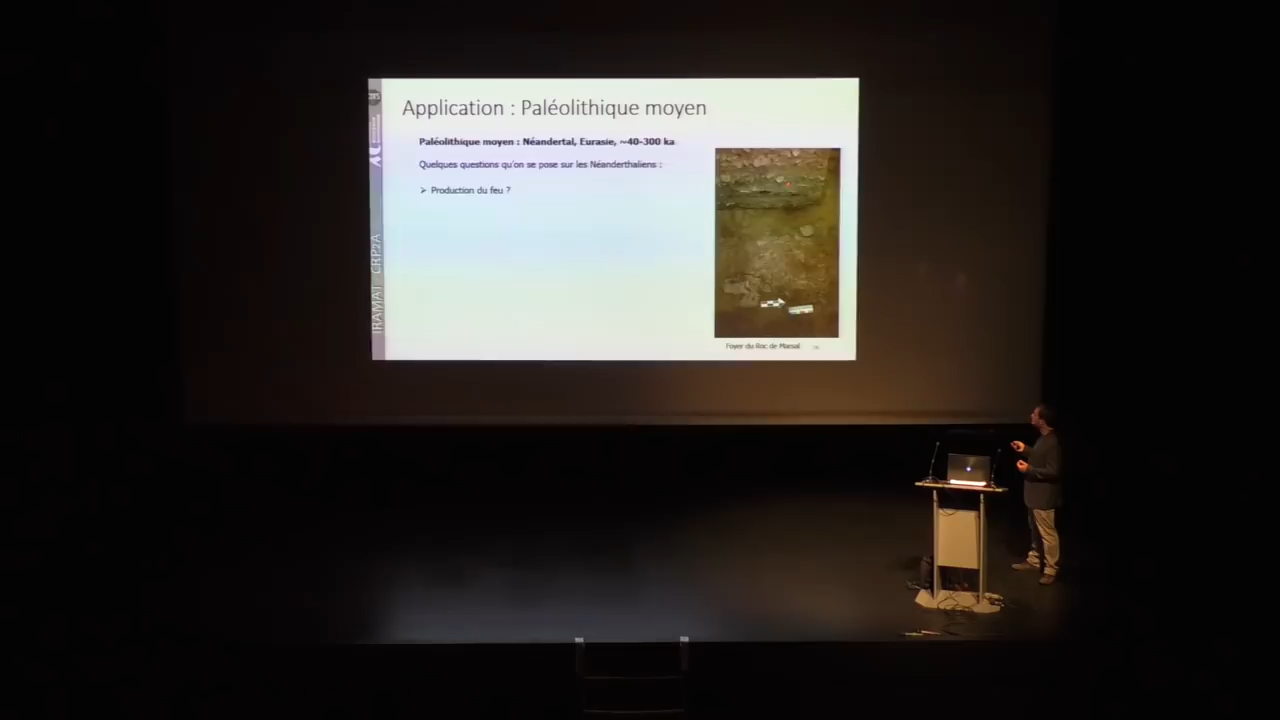 Application : Paléolithique moyen
Paléolithique moyen : Néandertal, Eurasie, ~40-300 ka
Quelques questions qu'on se pose sur les Néanderthaliens :
➢ Production du feu ?
Foyer du Roc de Marsal
IRAMAT - CRP2A